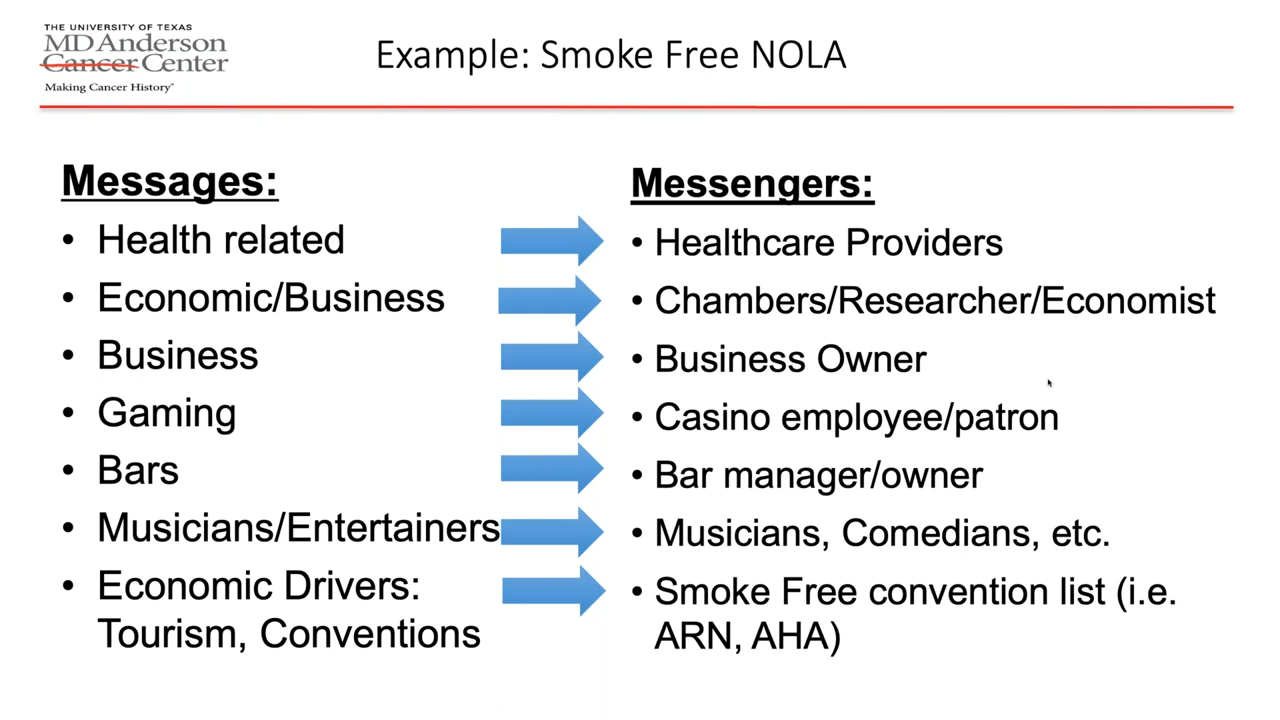 THE UNIVERSITY OF TEXAS
MD Anderson
Cancer Center
Making Cancer History®
Example: Smoke Free NOLA
Messages:
• Health related
• Economic/Business
• Business
• Gaming
• Bars
• Musicians/Entertainers
• Economic Drivers:
Tourism, Conventions
Messengers:
• Healthcare Providers
• Chambers/Researcher/Economist
• Business Owner
• Casino employee/patron
• Bar manager/owner
• Musicians, Comedians, etc.
• Smoke Free convention list (i.e.
ARN, AHA)